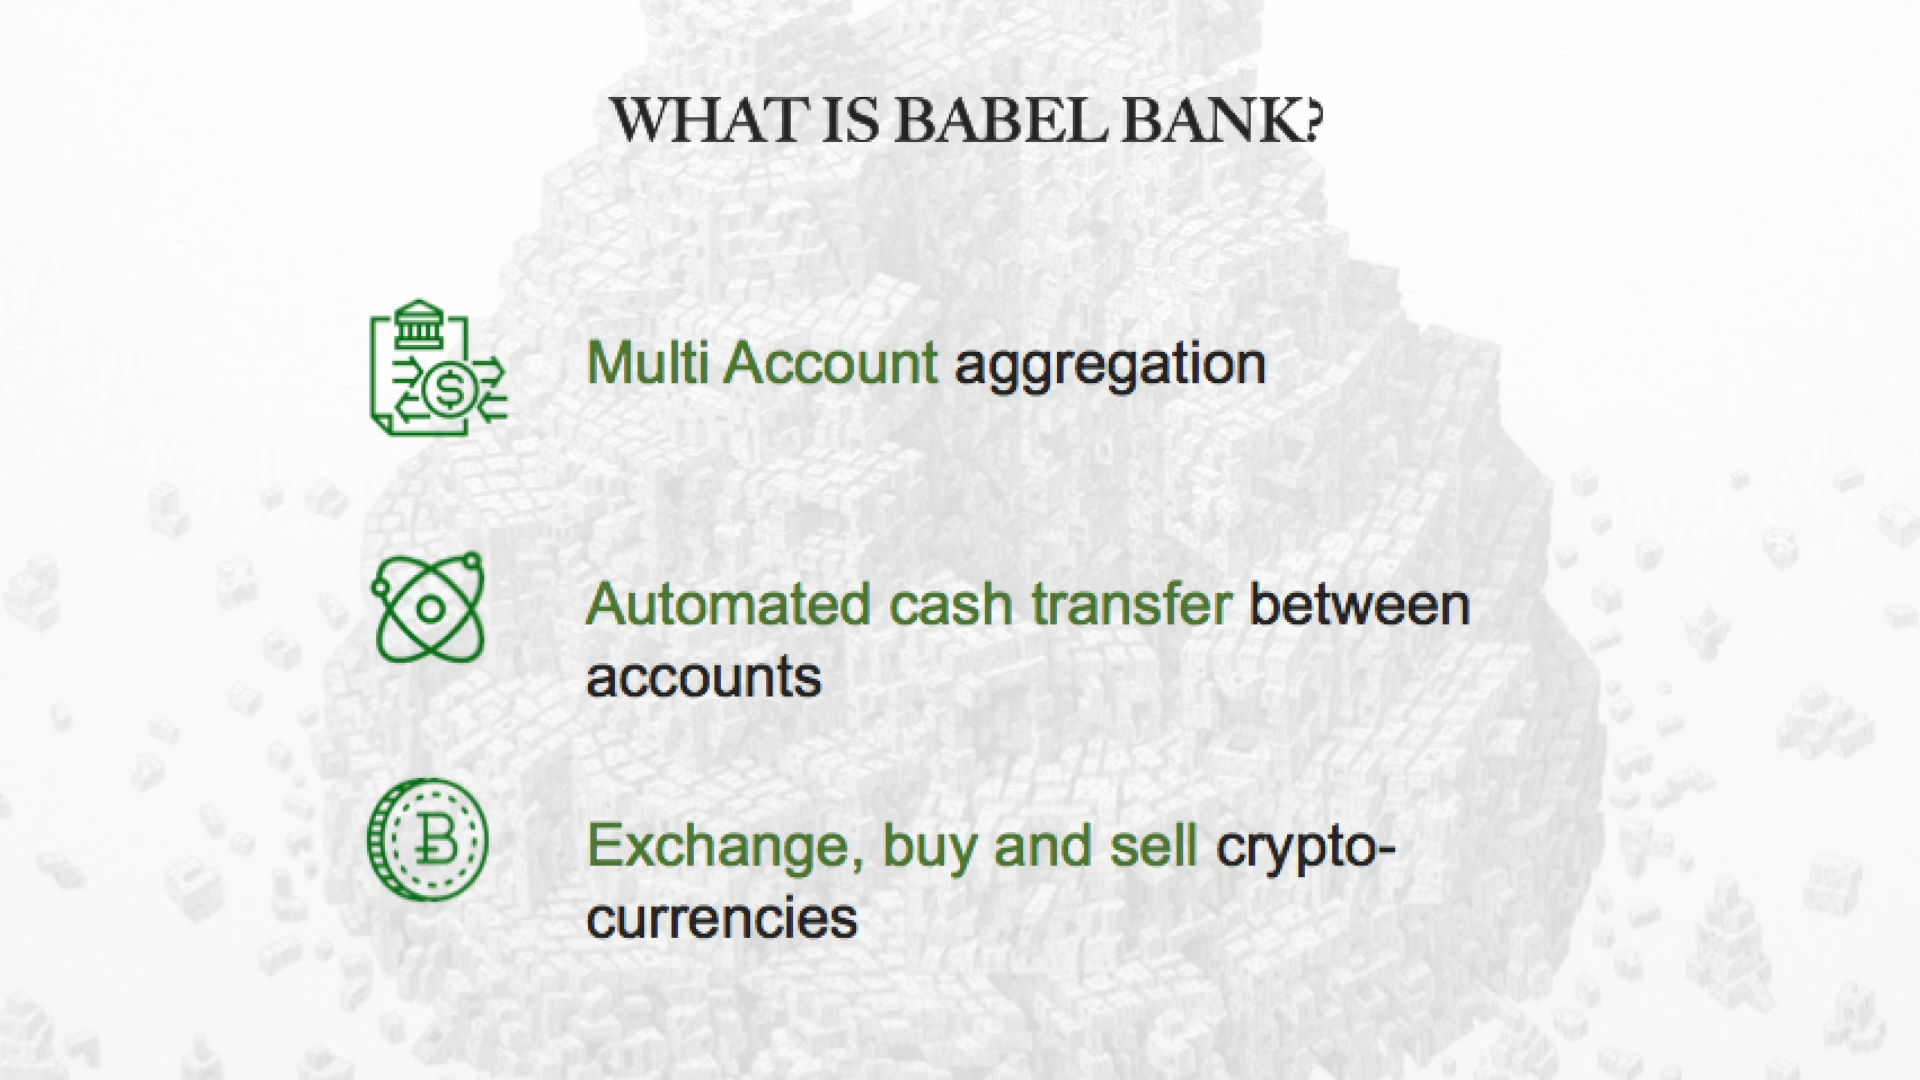 WHAT IS BABEL BANK?
Multi Account aggregation
Automated cash transfer between
accounts
Exchange, buy and sell crypto-
currencies